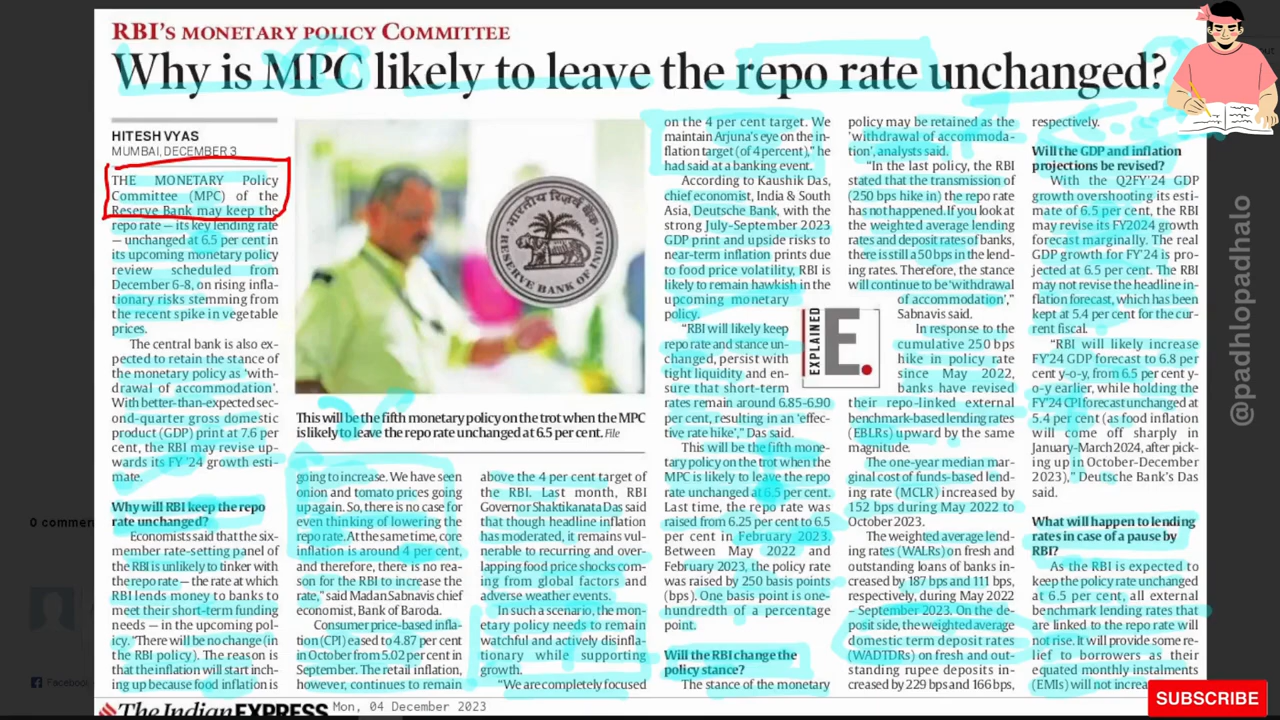 RBI's MONETARY POLICY COMMITTEE
Why is MPC likely to leave the repo rate unchanged?
HITESH VYAS
MUMBAI, DECEMBER 3
THE MONETARY Policy
Committee (MPC) of the
Reserve Bank may keep the
repo rate — its key lending rate
— unchanged at 6.5 per cent in
its upcoming monetary policy
review scheduled from
December 6-8, on rising infla-
tionary risks stemming from
the recent spike in vegetable
prices.
The central bank is also ex-
pected to retain the stance of
the monetary policy as 'with-
drawal of accommodation'.
With better-than-expected sec-
ond-quarter gross domestic
product (GDP) print at 7.6 per
cent, the RBI may revise up-
wards its FY '24 growth esti-
mate.
Why will RBI keep the repo
rate unchanged?
Economists said that the six-
member rate-setting panel of
the RBI is unlikely to tinker with
the repo rate — the rate at which
RBI lends money to banks to
meet their short-term funding
needs — in the upcoming pol-
icy. "There will be no change (in
the RBI policy). The reason is
that the inflation will start inch-
ing up because food inflation is
भारतीय रिज़र्व बैंक
RESERVE BANK OF INDIA
This will be the fifth monetary policy on the trot when the MPC
is likely to leave the repo rate unchanged at 6.5 per cent. File
going to increase. We have seen
onion and tomato prices going
up again. So, there is no case for
even thinking of lowering the
repo rate. At the same time, core
inflation is around 4 per cent,
and therefore, there is no rea-
son for the RBI to increase the
rate," said Madan Sabnavis chief
economist, Bank of Baroda.
Consumer price-based infla-
tion (CPI) eased to 4.87 per cent
in October from 5.02 per cent in
September. The retail inflation,
however, continues to remain
above the 4 per cent target of
the RBI. Last month, RBI
Governor Shaktikanata Das said
that though headline inflation
has moderated, it remains vul-
nerable to recurring and over-
lapping food price shocks com-
ing from global factors and
adverse weather events.
In such a scenario, the mon-
etary policy needs to remain
watchful and actively disinfla-
tionary while supporting
growth.
"We are completely focused
on the 4 per cent target. We
maintain Arjuna's eye on the in-
flation target (of 4 percent)," he
had said at a banking event.
According to Kaushik Das,
chief economist, India & South
Asia, Deutsche Bank, with the
strong July-September 2023
GDP print and upside risks to
near-term inflation prints due
to food price volatility, RBI is
likely to remain hawkish in the
upcoming monetary
policy.
"RBI will likely keep
repo rate and stance un-
changed, persist with
tight liquidity and en-
sure that short-term
rates remain around 6.85-6.90
per cent, resulting in an 'effec-
tive rate hike'," Das said.
This will be the fifth mone-
tary policy on the trot when the
MPC is likely to leave the repo
rate unchanged at 6.5 per cent.
Last time, the repo rate was
raised from 6.25 per cent to 6.5
per cent in February 2023.
Between May 2022 and
February 2023, the policy rate
was raised by 250 basis points
(bps). One basis point is one-
hundredth of a percentage
point.
Will the RBI change the
policy stance?
The stance of the monetary
EXPLAINED
E.
policy may be retained as the
'withdrawal of accommoda-
tion', analysts said.
"In the last policy, the RBI
stated that the transmission of
(250 bps hike in) the repo rate
has not happened. If you look at
the weighted average lending
rates and deposit rates of banks,
there is still a 50 bps in the lend-
ing rates. Therefore, the stance
will continue to be 'withdrawal
of accommodation',"
Sabnavis said.
In response to the
cumulative 250 bps
hike in policy rate
since May 2022,
banks have revised
their repo-linked external
benchmark-based lending rates
(EBLRs) upward by the same
magnitude.
The one-year median mar-
ginal cost of funds-based lend-
ing rate (MCLR) increased by
152 bps during May 2022 to
October 2023.
The weighted average lend-
ing rates (WALRs) on fresh and
outstanding loans of banks in-
creased by 187 bps and 111 bps,
respectively, during May 2022
– September 2023. On the de-
posit side, the weighted average
domestic term deposit rates
(WADTDRs) on fresh and out-
standing rupee deposits in-
creased by 229 bps and 166 bps,
respectively.
Will the GDP and inflation
projections be revised?
With the Q2FY'24 GDP
growth overshooting its esti-
mate of 6.5 per cent, the RBI
may revise its FY2024 growth
forecast marginally. The real
GDP growth for FY'24 is pro-
jected at 6.5 per cent. The RBI
may not revise the headline in-
flation forecast, which has been
kept at 5.4 per cent for the cur-
rent fiscal.
"RBI will likely increase
FY'24 GDP forecast to 6.8 per
cent y-o-y, from 6.5 per cent y-
o-y earlier, while holding the
FY'24 CPI forecast unchanged at
5.4 per cent (as food inflation
will come off sharply in
January-March 2024, after pick-
ing up in October-December
2023)," Deutsche Bank's Das
said.
What will happen to lending
rates in case of a pause by
RBI?
As the RBI is expected to
keep the policy rate unchanged
at 6.5 per cent, all external
benchmark lending rates that
are linked to the repo rate will
not rise. It will provide some re-
lief to borrowers as their
equated monthly instalments
(EMIs) will not increa
@padhlopadhalo
0 commen
Facebook
The Indian EXPRESS Mon, 04 December 2023
SUBSCRIBE